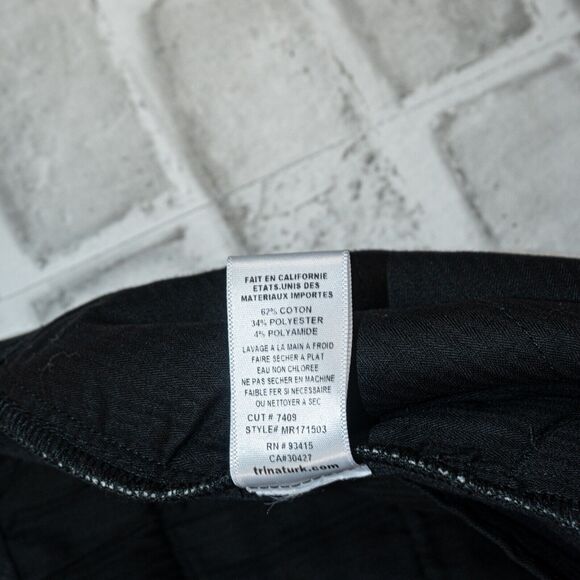 FAIT EN CALIFORNIE
ETATS.UNIS DES
MATERIAUX IMPORTES
62% COTON
34% POLYESTER
4% POLYAMIDE
LAVAGE A LA MAIN A FROID
FAIRE SECHER A PLAT
EAU NON CHLOREE
NE PAS SECHER EN MACHINE
FAIBLE FER SI NECESSAIRE
OU NETTOYER A SEC
CUT # 7409
STYLE# MR171503
RN # 93415
CA#30427
trinaturk.com